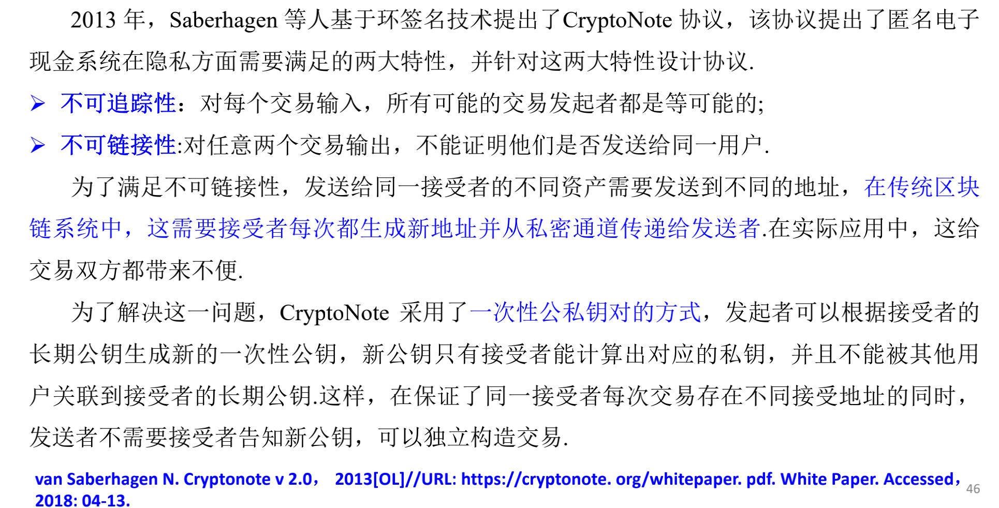 2013 年，Saberhagen 等人基于环签名技术提出了CryptoNote 协议，该协议提出了匿名电子
现金系统在隐私方面需要满足的两大特性，并针对这两大特性设计协议.
➢ 不可追踪性：对每个交易输入，所有可能的交易发起者都是等可能的;
➢ 不可链接性:对任意两个交易输出，不能证明他们是否发送给同一用户.
为了满足不可链接性，发送给同一接受者的不同资产需要发送到不同的地址，在传统区块
链系统中，这需要接受者每次都生成新地址并从私密通道传递给发送者.在实际应用中，这给
交易双方都带来不便.
为了解决这一问题，CryptoNote 采用了一次性公私钥对的方式，发起者可以根据接受者的
长期公钥生成新的一次性公钥，新公钥只有接受者能计算出对应的私钥，并且不能被其他用
户关联到接受者的长期公钥.这样，在保证了同一接受者每次交易存在不同接受地址的同时，
发送者不需要接受者告知新公钥，可以独立构造交易.
van Saberhagen N. Cryptonote v 2.0， 2013[OL]//URL: https://cryptonote. org/whitepaper. pdf. White Paper. Accessed，
2018: 04-13.
46